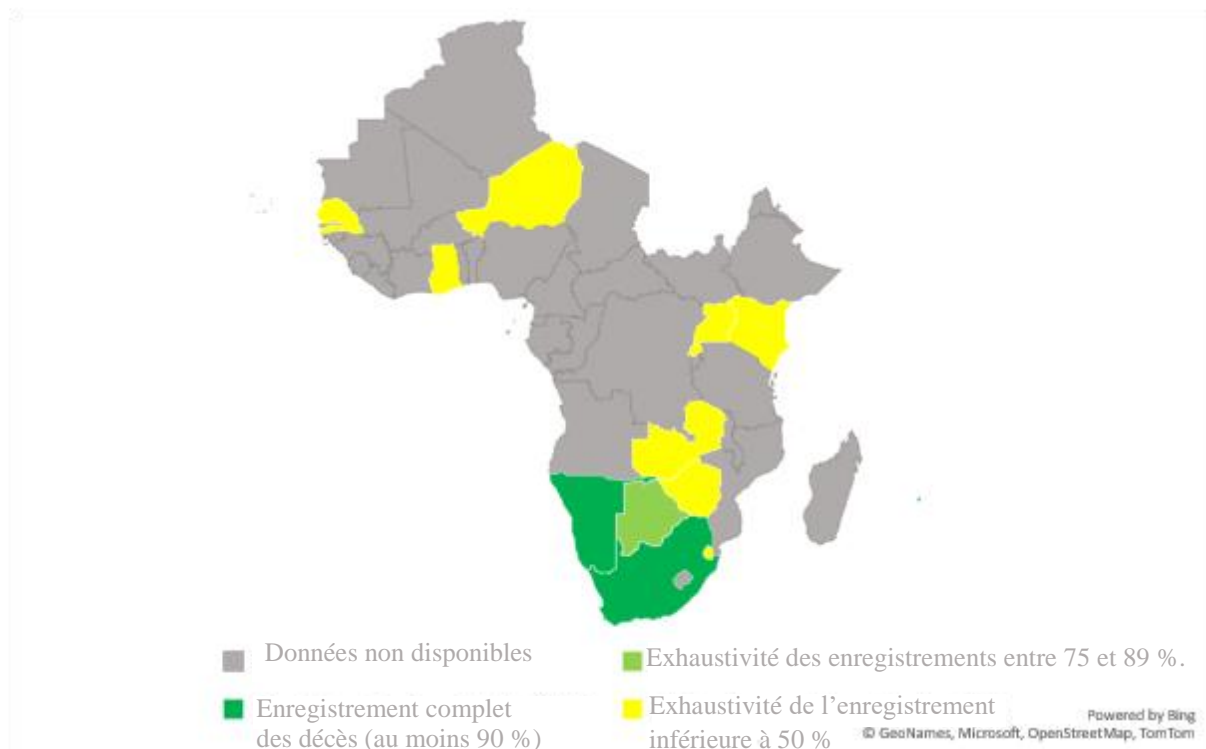 Données non disponibles
Exhaustivité des enregistrements entre 75 et 89 %.
Enregistrement complet
des décès (au moins 90 %)
Exhaustivité de l’enregistrement
inférieure à 50 %
Powered by Bing
© GeoNames, Microsoft, OpenStreetMap, TomTom